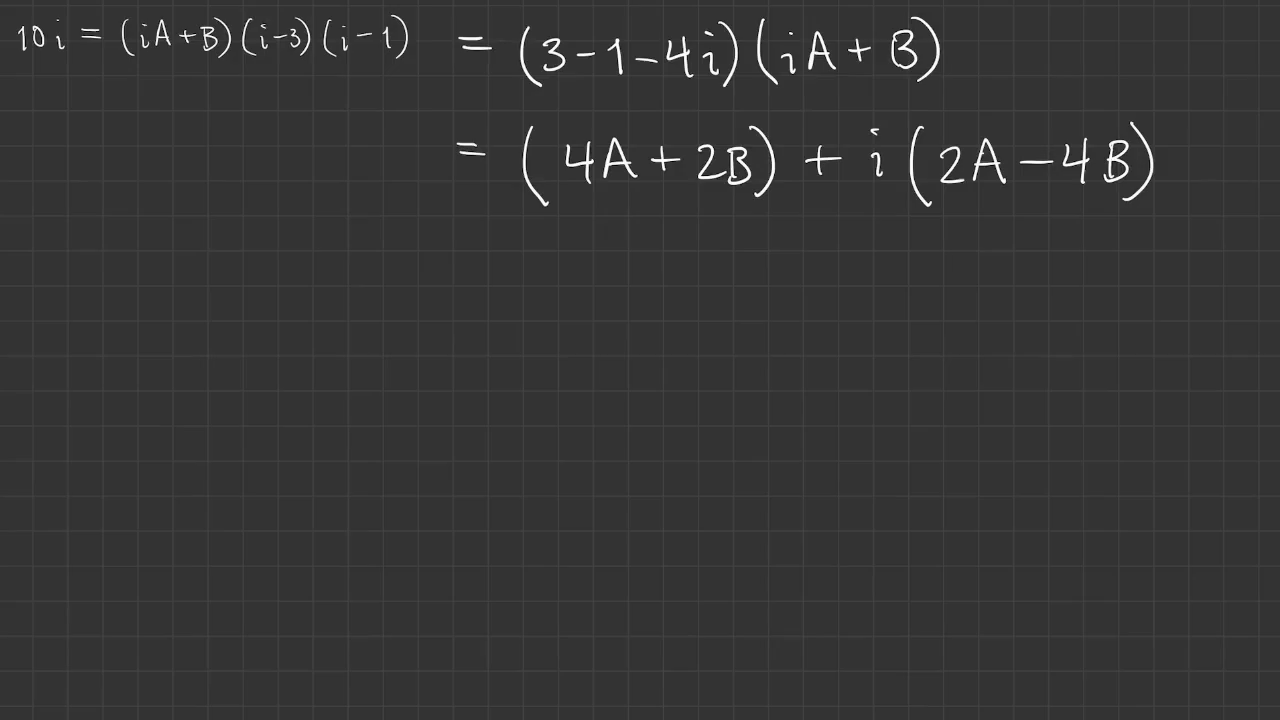 10i = (iA+B)(i-3)(i-1) = (3-1-4i)(iA+B)
= (4A+2B) + i(2A-4B)